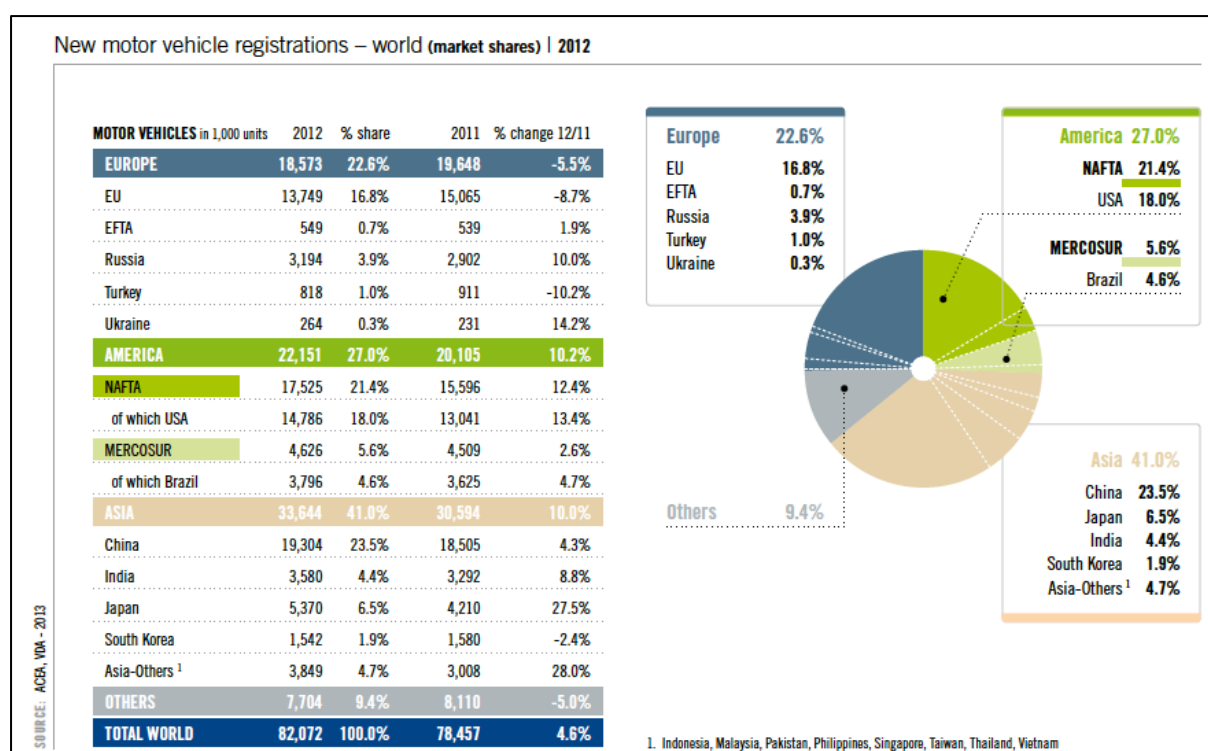 New motor vehicle registrations – world (market shares) | 2012
MOTOR VEHICLES in 1,000 units 2012 % share 2011 % change 12/11
EUROPE 18,573 22.6% 19,648 -5.5%
EU 13,749 16.8% 15,065 -8.7%
EFTA 549 0.7% 539 1.9%
Russia 3,194 3.9% 2,902 10.0%
Turkey 818 1.0% 911 -10.2%
Ukraine 264 0.3% 231 14.2%
AMERICA 22,151 27.0% 20,105 10.2%
NAFTA 17,525 21.4% 15,596 12.4%
of which USA 14,786 18.0% 13,041 13.4%
MERCOSUR 4,626 5.6% 4,509 2.6%
of which Brazil 3,796 4.6% 3,625 4.7%
ASIA 33,644 41.0% 30,594 10.0%
China 19,304 23.5% 18,505 4.3%
India 3,580 4.4% 3,292 8.8%
Japan 5,370 6.5% 4,210 27.5%
South Korea 1,542 1.9% 1,580 -2.4%
Asia-Others 1 3,849 4.7% 3,008 28.0%
OTHERS 7,704 9.4% 8,110 -5.0%
TOTAL WORLD 82,072 100.0% 78,457 4.6%
SOURCE: ACEA, VDA - 2013
Europe 22.6%
EU 16.8%
EFTA 0.7%
Russia 3.9%
Turkey 1.0%
Ukraine 0.3%
America 27.0%
NAFTA 21.4%
USA 18.0%
MERCOSUR 5.6%
Brazil 4.6%
Others 9.4%
Asia 41.0%
China 23.5%
Japan 6.5%
India 4.4%
South Korea 1.9%
Asia-Others 1 4.7%
1. Indonesia, Malaysia, Pakistan, Philippines, Singapore, Taiwan, Thailand, Vietnam